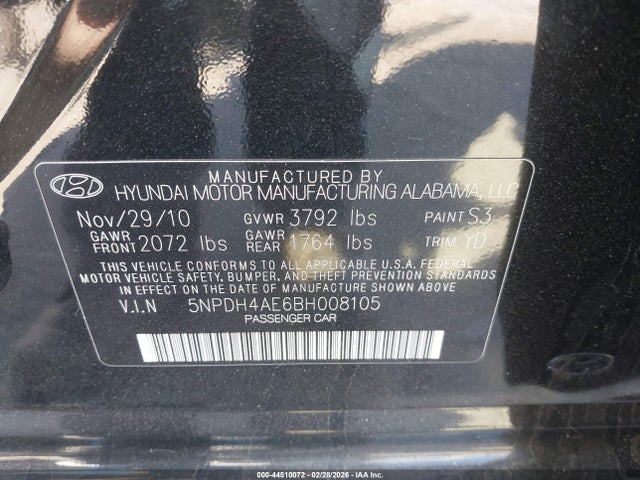 MANUFACTURED BY
HYUNDAI MOTOR MANUFACTURING ALABAMA, LLC
Nov/29/10 GVWR 3792 lbs PAINT S3
GAWR FRONT 2072 lbs GAWR REAR 1764 lbs TRIM YD
THIS VEHICLE CONFORMS TO ALL APPLICABLE U.S.A. FEDERAL
MOTOR VEHICLE SAFETY, BUMPER, AND THEFT PREVENTION STANDARDS
IN EFFECT ON THE DATE OF MANUFACTURE SHOWN ABOVE
V.I.N 5NPDH4AE6BH008105
PASSENGER CAR
000-44510072 - 02/28/2026 - IAA Inc.